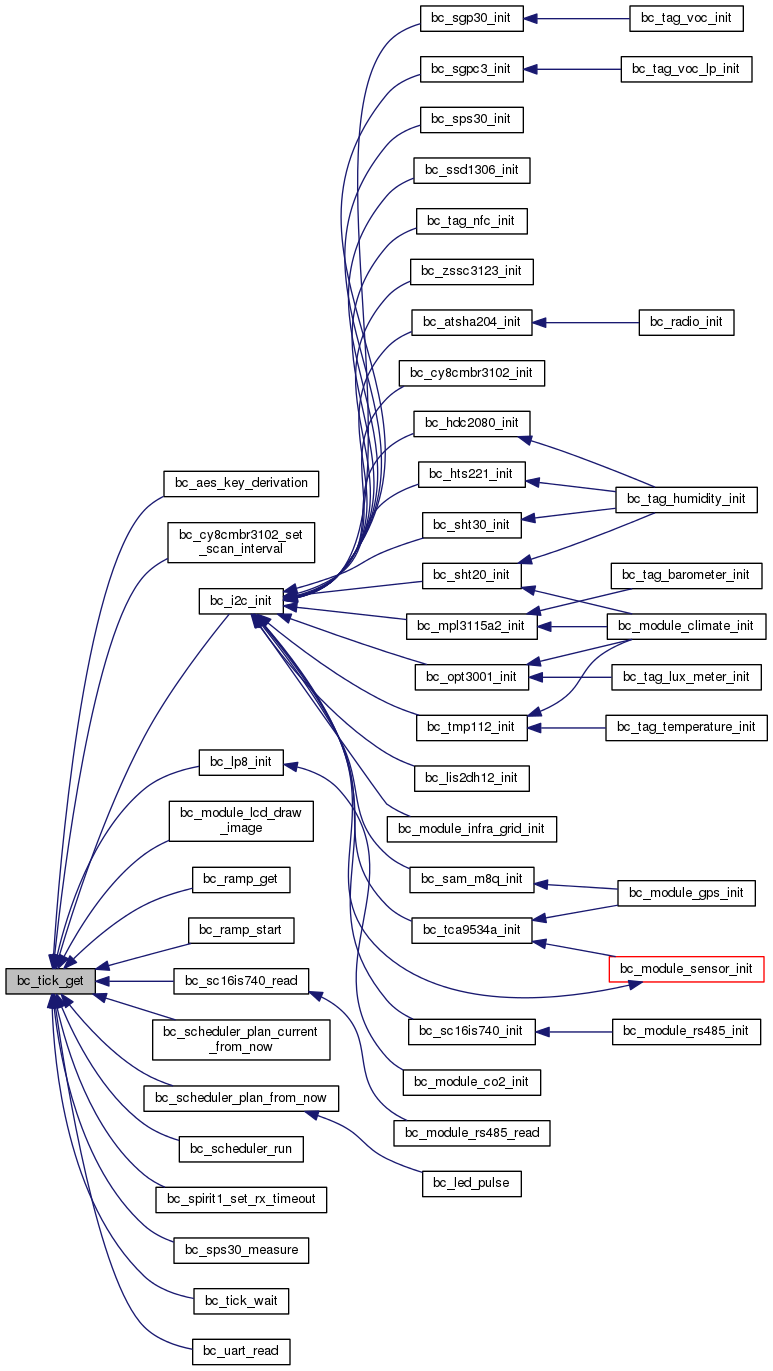 bc_sgp30_init
bc_tag_voc_init
bc_sgpc3_init
bc_tag_voc_lp_init
bc_sps30_init
bc_ssd1306_init
bc_tag_nfc_init
bc_zssc3123_init
bc_atsha204_init
bc_radio_init
bc_cy8cmbr3102_init
bc_hdc2080_init
bc_aes_key_derivation
bc_hts221_init
bc_tag_humidity_init
bc_cy8cmbr3102_set
_scan_interval
bc_sht30_init
bc_sht20_init
bc_tag_barometer_init
bc_i2c_init
bc_mpl3115a2_init
bc_module_climate_init
bc_opt3001_init
bc_tag_lux_meter_init
bc_tmp112_init
bc_tag_temperature_init
bc_lp8_init
bc_lis2dh12_init
bc_module_lcd_draw
_image
bc_module_infra_grid_init
bc_ramp_get
bc_sam_m8q_init
bc_module_gps_init
bc_ramp_start
bc_tca9534a_init
bc_module_sensor_init
bc_tick_get
bc_sc16is740_read
bc_scheduler_plan_current
_from_now
bc_sc16is740_init
bc_module_rs485_init
bc_module_co2_init
bc_scheduler_plan_from_now
bc_module_rs485_read
bc_scheduler_run
bc_led_pulse
bc_spirit1_set_rx_timeout
bc_sps30_measure
bc_tick_wait
bc_uart_read